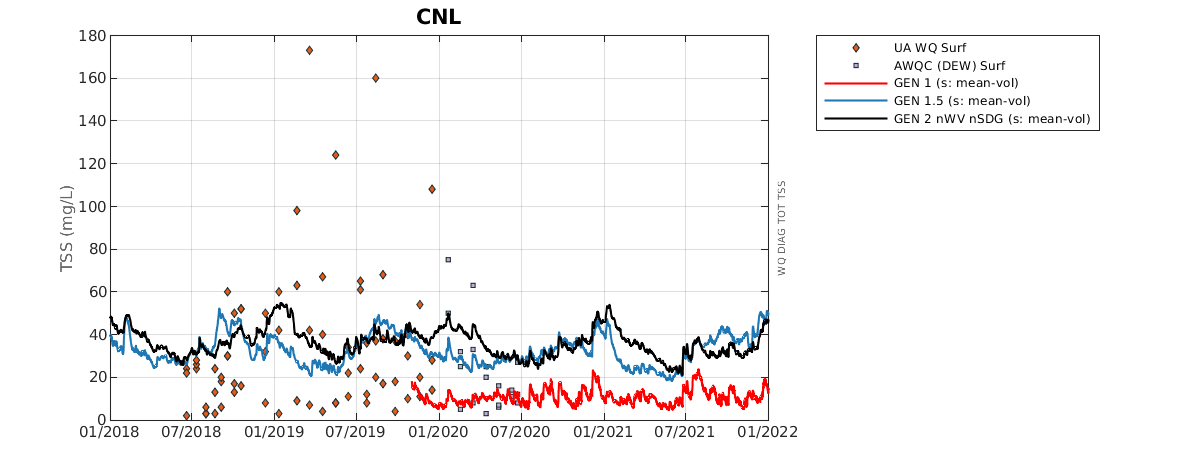 CNL
180
160
140
120
100
80
60
40
20
0
TSS (mg/L)
01/2018 07/2018 01/2019 07/2019 01/2020 07/2020 01/2021 07/2021 01/2022
WQ DIAG TOT TSS
UA WQ Surf
AWQC (DEW) Surf
GEN 1 (s: mean-vol)
GEN 1.5 (s: mean-vol)
GEN 2 nWV nSDG (s: mean-vol)